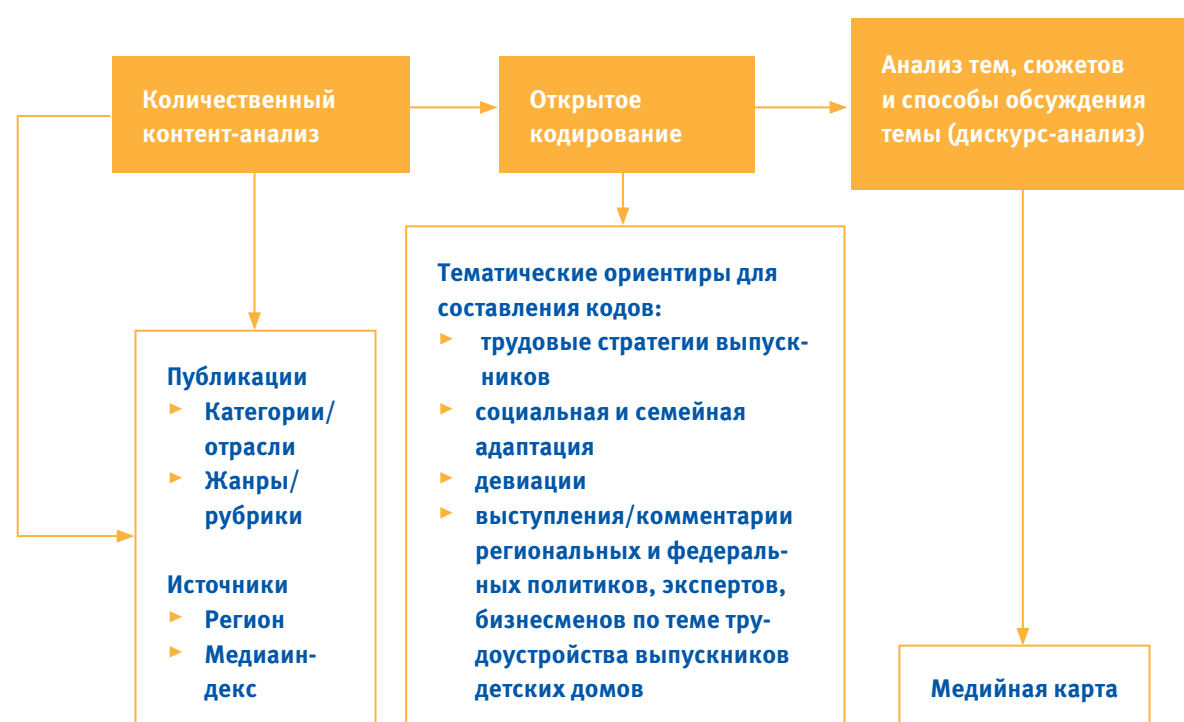 Количественный
контент-анализ
Открытое
кодирование
Анализ тем, сюжетов
и способы обсуждения
темы (дискурс-анализ)
Публикации
► Категории/
отрасли
► Жанры/
рубрики
Источники
► Регион
► Медиаин-
декс
Тематические ориентиры для
составления кодов:
► трудовые стратегии выпуск-
ников
► социальная и семейная
адаптация
► девиации
► выступления/комментарии
региональных и федераль-
ных политиков, экспертов,
бизнесменов по теме тру-
доустройства выпускников
детских домов
Медийная карта